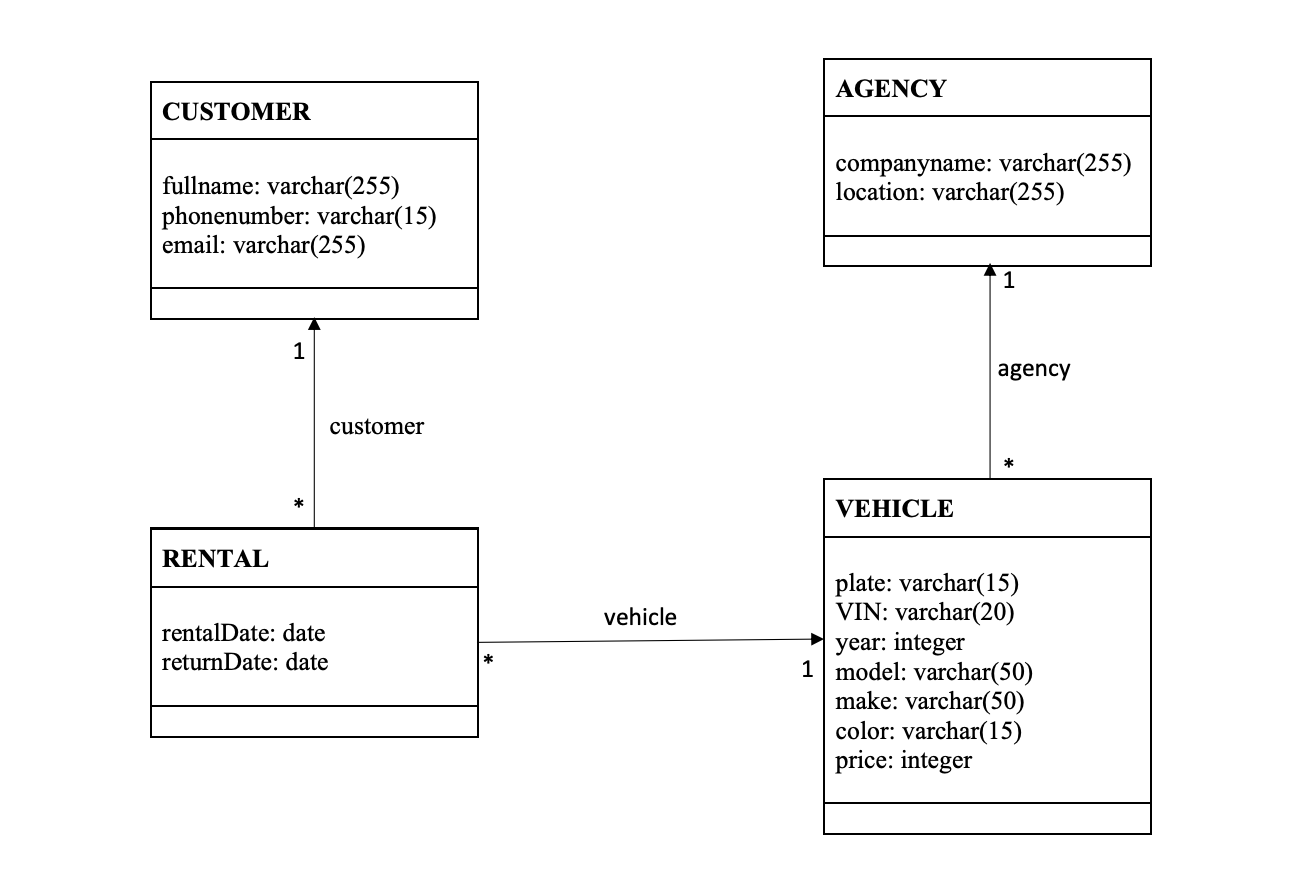 CUSTOMER
fullname: varchar(255)
phonenumber: varchar(15)
email: varchar(255)
AGENCY
companyname: varchar(255)
location: varchar(255)
1
customer
*
1
agency
*
RENTAL
rentalDate: date
returnDate: date
vehicle
*
1
VEHICLE
plate: varchar(15)
VIN: varchar(20)
year: integer
model: varchar(50)
make: varchar(50)
color: varchar(15)
price: integer